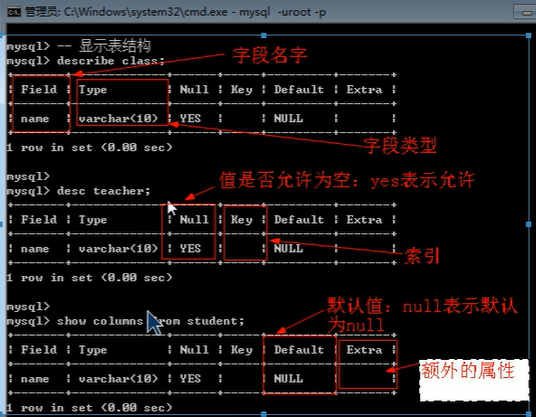 管理员: C:\Windows\system32\cmd.exe - mysql -uroot -p
mysql> -- 显示表结构
mysql> describe class;
字段名字
| Field | Type | Null | Key | Default | Extra |
| name | varchar(10) | YES | | NULL | |
1 row in set (0.00 sec)
字段类型
mysql>
mysql> desc teacher;
值是否允许为空：yes表示允许
| Field | Type | Null | Key | Default | Extra |
| name | varchar(10) | YES | | NULL | |
索引
1 row in set (0.00 sec)
mysql>
mysql> show columns from student;
默认值：null表示默认
为null
| Field | Type | Null | Key | Default | Extra |
| name | varchar(10) | YES | | NULL | |
额外的属性
1 row in set (0.00 sec)